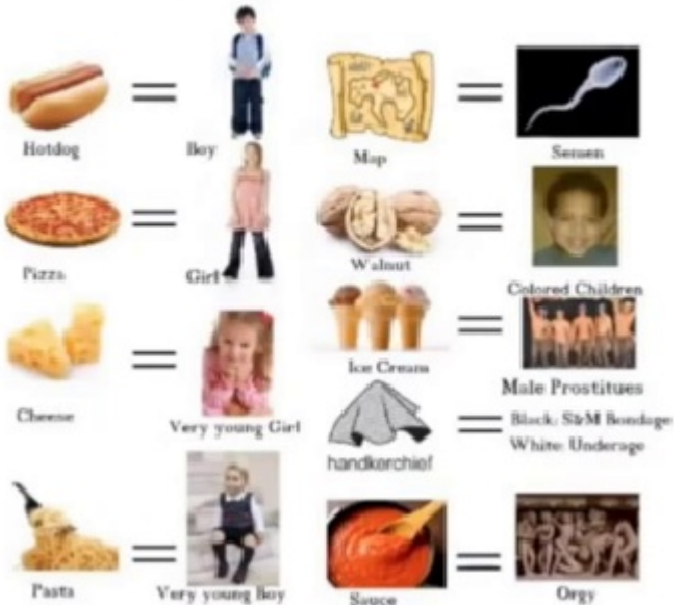 Hotdog
Boy
Map
Semen
Pizza
Girl
Walnut
Colored Children
Cheese
Very young Girl
Ice Cream
Male Prostitues
handkerchief
Black: S&M Bondage
White: Underage
Pasta
Very young Boy
Sauce
Orgy